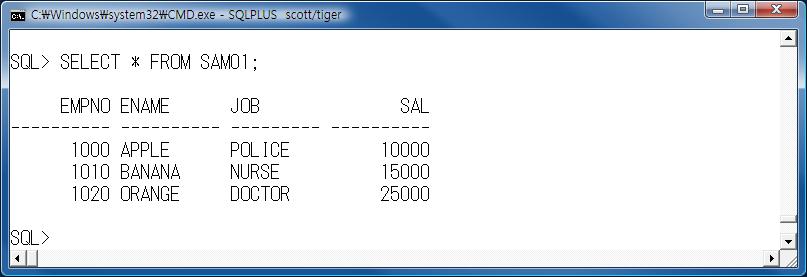 C:₩Windows₩system32₩CMD.exe - SQLPLUS  scott/tiger
SQL> SELECT * FROM SAM01;
     EMPNO ENAME      JOB              SAL
---------- ---------- --------- ----------
      1000 APPLE      POLICE         10000
      1010 BANANA     NURSE          15000
      1020 ORANGE     DOCTOR         25000
SQL>